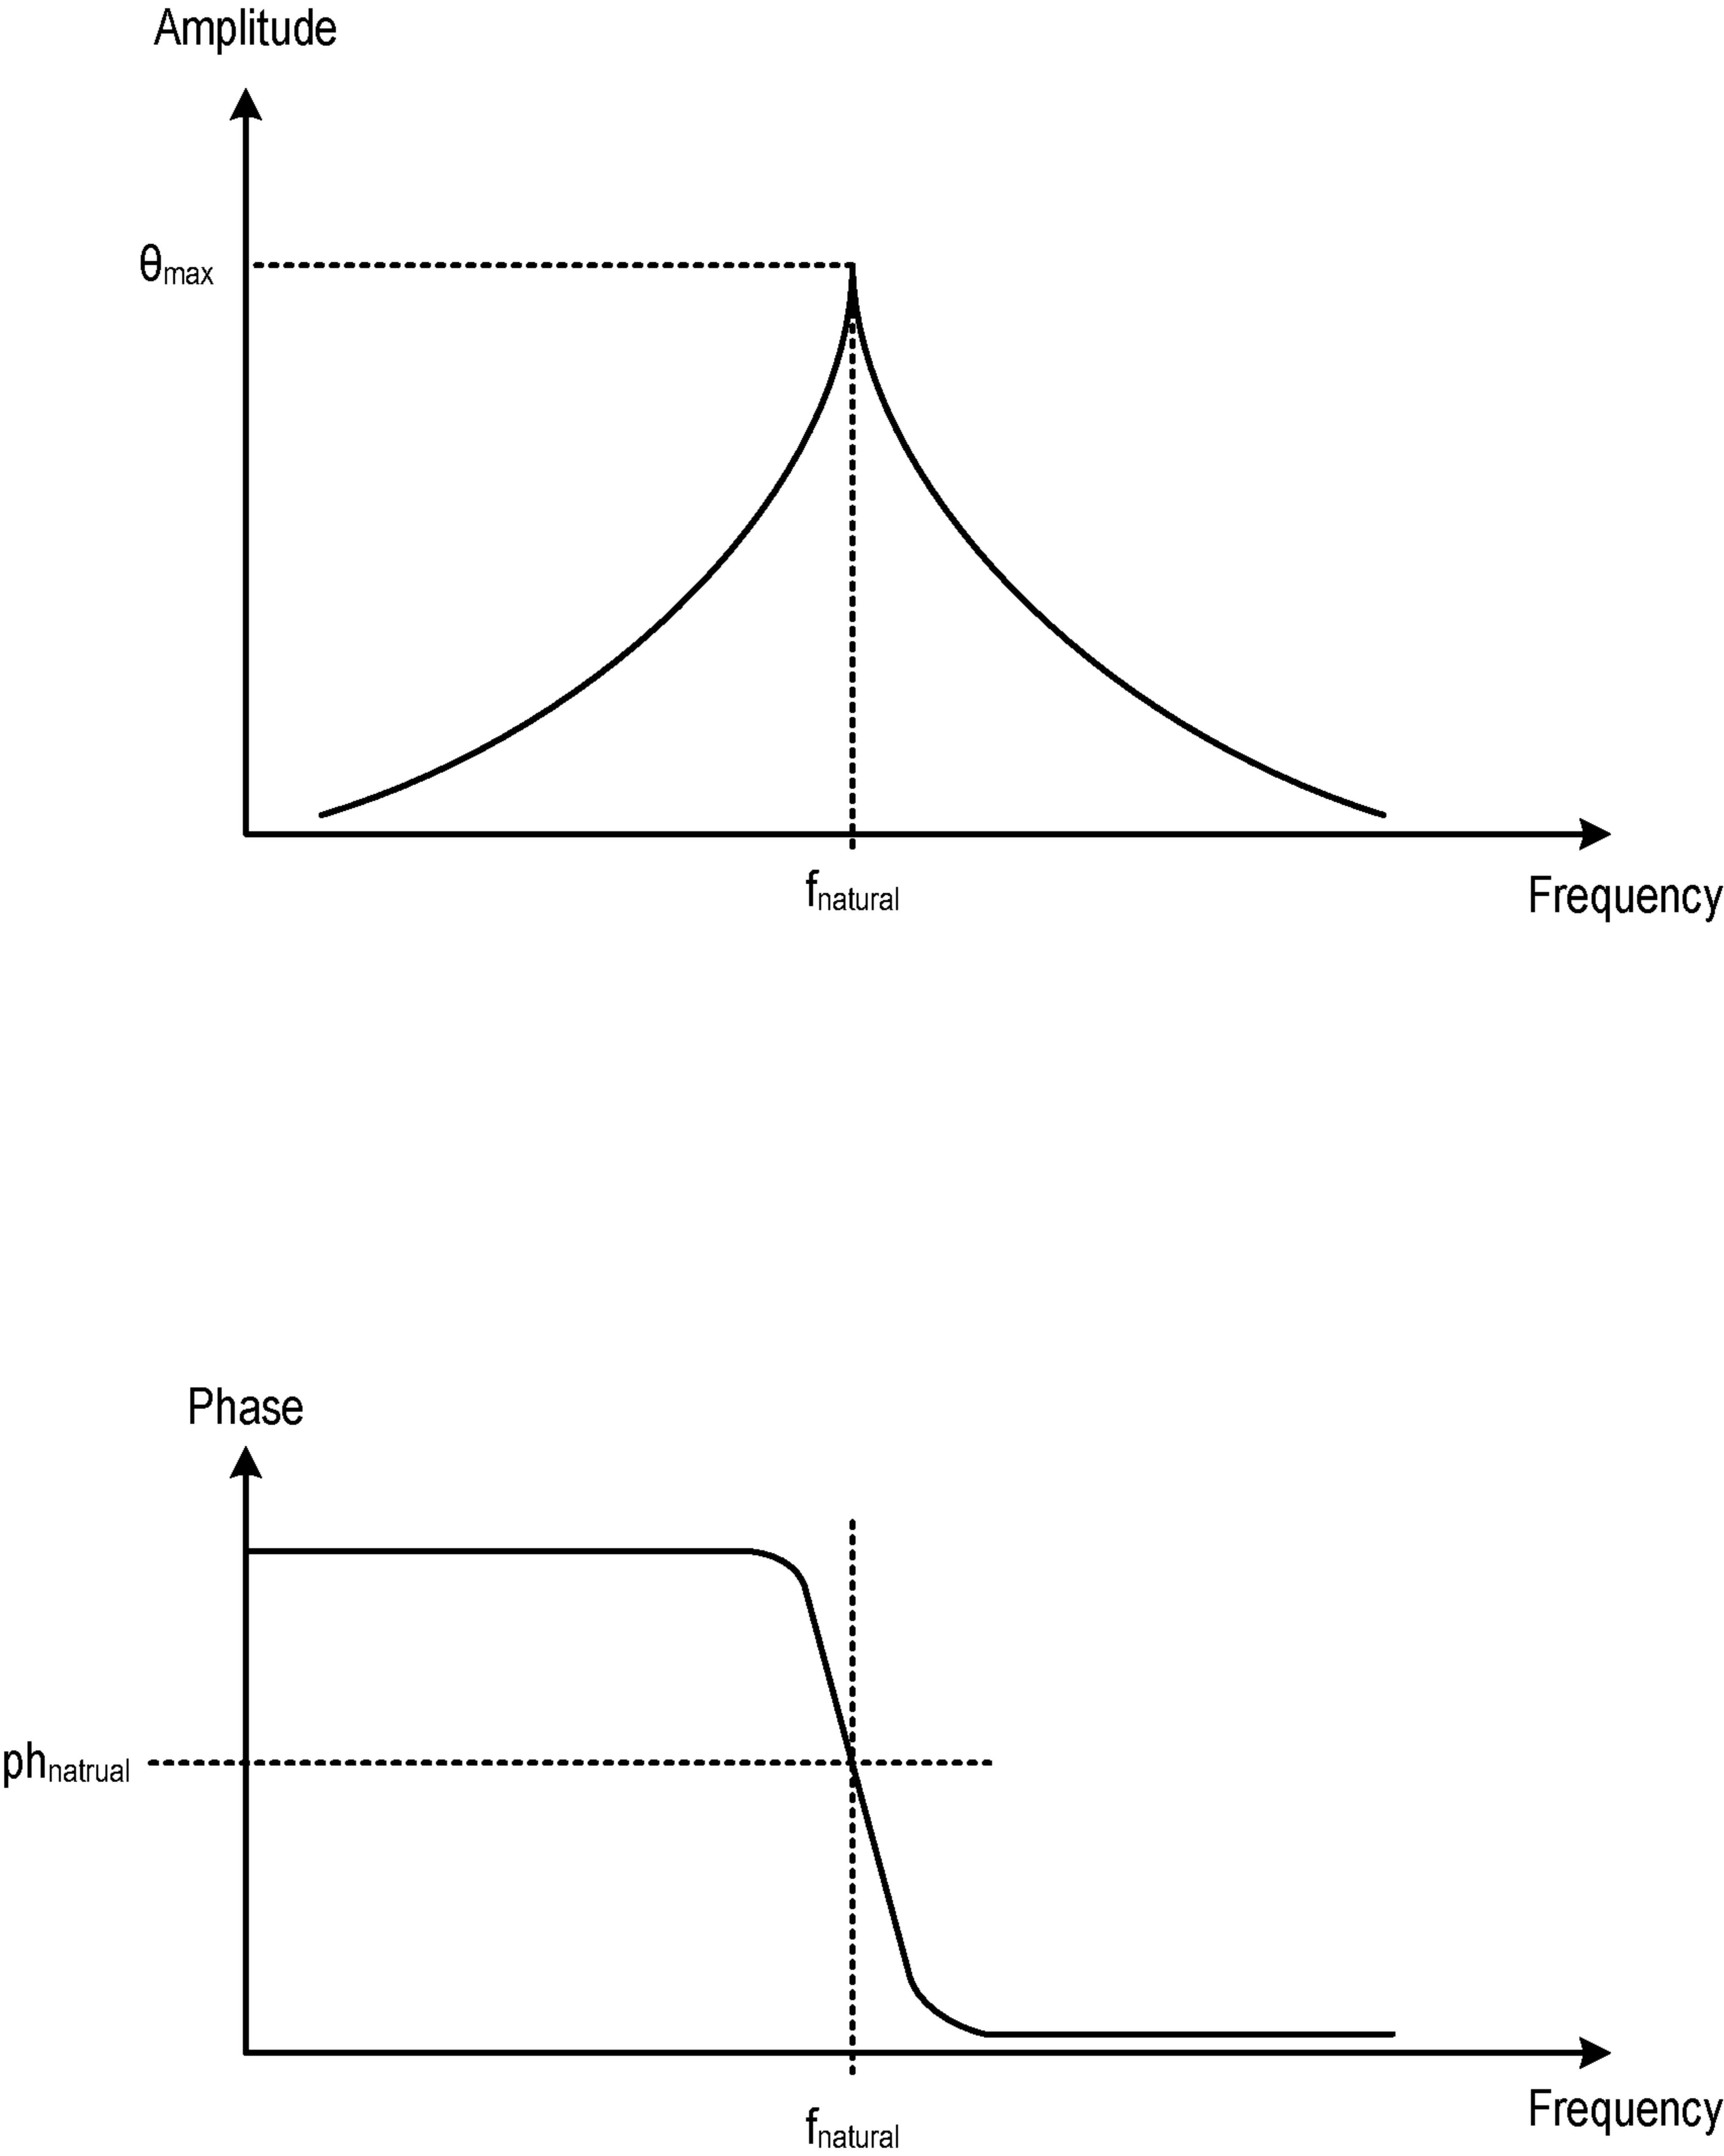 Amplitude
θmax
fnatural
Frequency
Phase
phnatrual
fnatural
Frequency